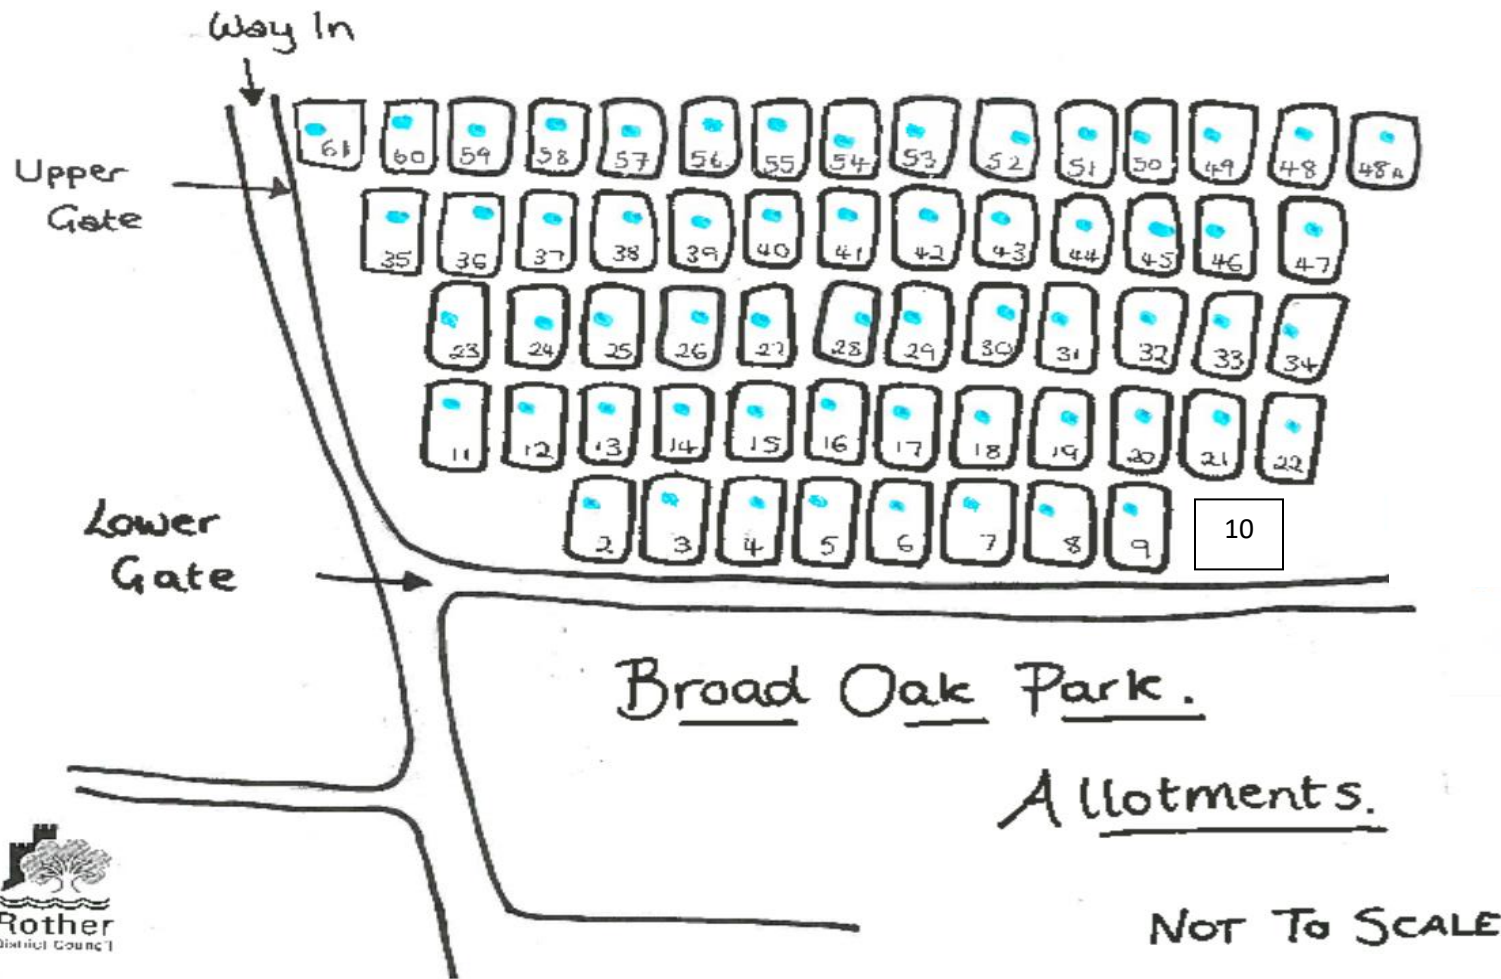 Way In
Upper
Gate
61 60 59 58 57 56 55 54 53 52 51 50 49 48 48A
35 36 37 38 39 40 41 42 43 44 45 46 47
23 24 25 26 27 28 29 30 31 32 33 34
11 12 13 14 15 16 17 18 19 20 21 22
2 3 4 5 6 7 8 9 10
Lower
Gate
Broad Oak Park.
Allotments.
Rother
District Council
NOT TO SCALE